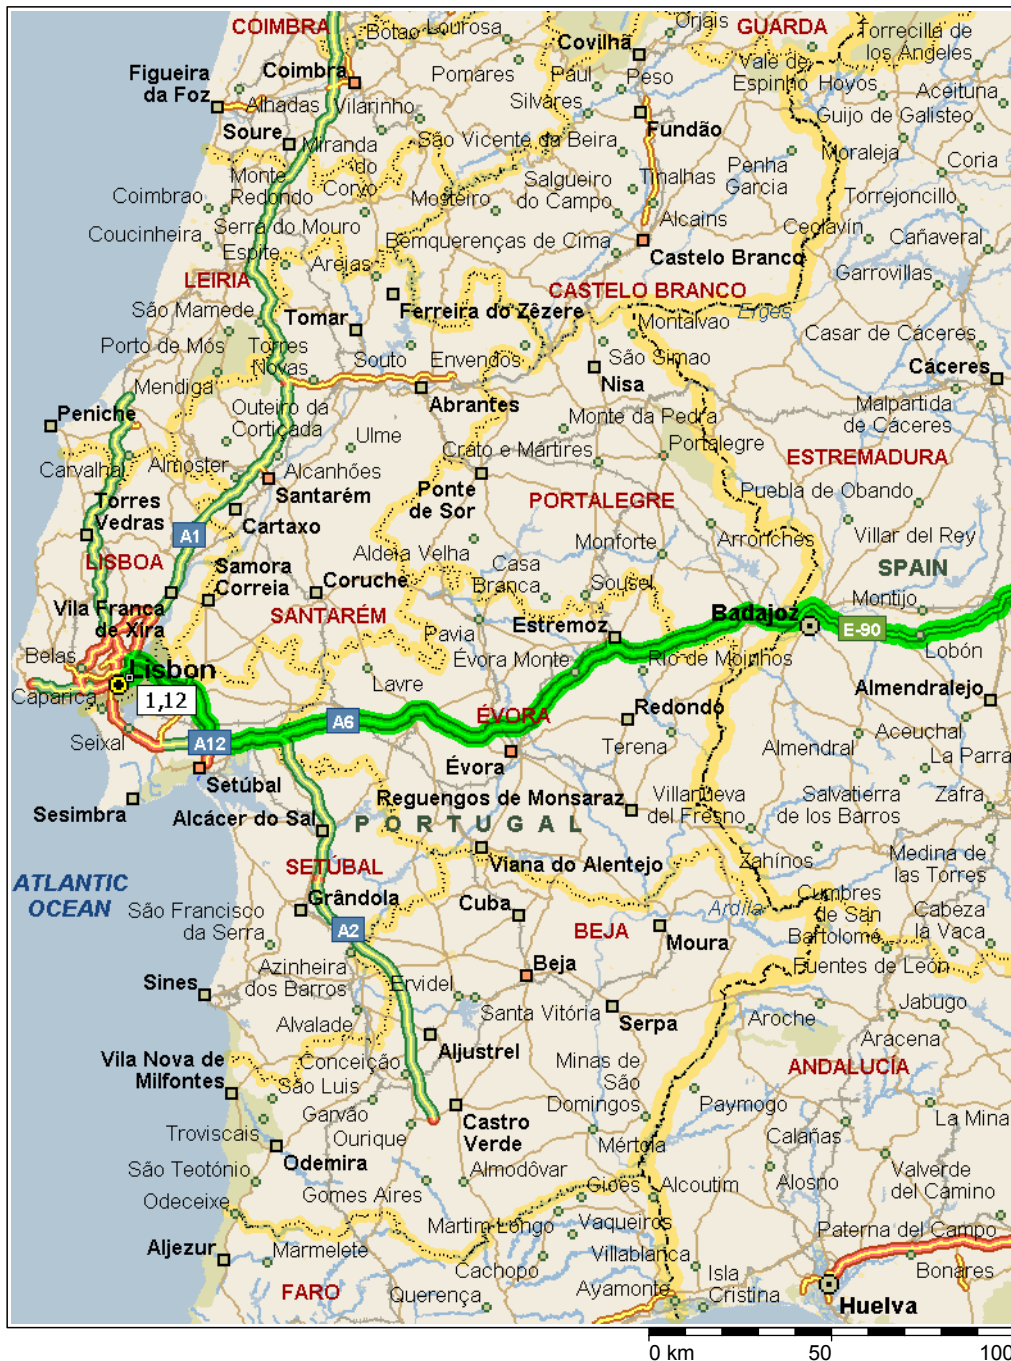 COIMBRA
Botao
Lourosa
Orjais
GUARDA
Torrecilla de
los Ángeles
Covilhã
Figueira
da Foz
Coimbra
Pomares
Paúl
Peso
Vale de
Espinho
Hoyos
Aceituna
Alhadas
Vilarinho
Silvares
Soure
Miranda
do
Corvo
São Vicente da Beira
Fundão
Guijo de Galisteo
Moraleja
Penha
Garcia
Coria
Monte
Redondo
Salgueiro
do Campo
Tinalhas
Torrejoncillo
Coimbrao
Mosteiro
Alcains
Ceclavín
Coucinheira
Serra do Mouro
Bemquerenças de Cima
Cañaveral
Espite
Areias
Castelo Branco
Garrovillas
LEIRIA
CASTELO BRANCO
São Mamede
Tomar
Ferreira do Zêzere
Montalvao
Erges
Casar de Cáceres
Porto de Mós
Torres
Novas
Souto
Envendos
São Simao
Nisa
Cáceres
Mendiga
Abrantes
Malpartida
de Cáceres
Peniche
Outeiro da
Cortiçada
Ulme
Monte da Pedra
Crato e Mártires
Portalegre
ESTREMADURA
Carvalhal
Almoster
Alcanhões
Santarém
Ponte
de Sor
PORTALEGRE
Puebla de Obando
Torres
Vedras
Cartaxo
A1
Aldeia Velha
Monforte
Arronches
Villar del Rey
LISBOA
Samora
Correia
Coruche
Casa
Branca
Sousel
SPAIN
Vila Franca
de Xira
SANTARÉM
Pavia
Estremoz
Badajoz
Montijo
E-90
Belas
Lisbon
Évora Monte
Rio de Moinhos
Lobón
Caparica
1,12
Lavre
Almendralejo
A6
ÉVORA
Redondo
Seixal
A12
Terena
Almendral
Aceuchal
La Parra
Setúbal
Évora
Sesimbra
Reguengos de Monsaraz
Villanueva
del Fresno
Salvatierra
de los Barros
Zafra
Alcácer do Sal
PORTUGAL
SETÚBAL
Viana do Alentejo
Zahínos
Medina de
las Torres
ATLANTIC
OCEAN
Grândola
Cuba
Ardila
Cumbres
de San
Bartolomé
Cabeza
la Vaca
São Francisco
da Serra
A2
BEJA
Moura
Azinheira
dos Barros
Beja
Fuentes de León
Sines
Ervidel
Santa Vitória
Serpa
Jabugo
Alvalade
Aroche
Aracena
Aljustrel
Vila Nova de
Milfontes
Conceição
Minas de
São
Domingos
ANDALUCÍA
São Luis
Garvão
Castro
Verde
Paymogo
La Mina
Troviscais
Ourique
Mértola
Calañas
Odemira
São Teotónio
Almodôvar
Valverde
del Camino
Odeceixe
Gomes Aires
Gioes
Alcoutim
Alosno
Martim Longo
Vaqueiros
Paterna del Campo
Aljezur
Marmelete
Cachopo
Villablanca
Isla
Cristina
Bonares
FARO
Querença
Ayamonte
Huelva
0 km 50 100